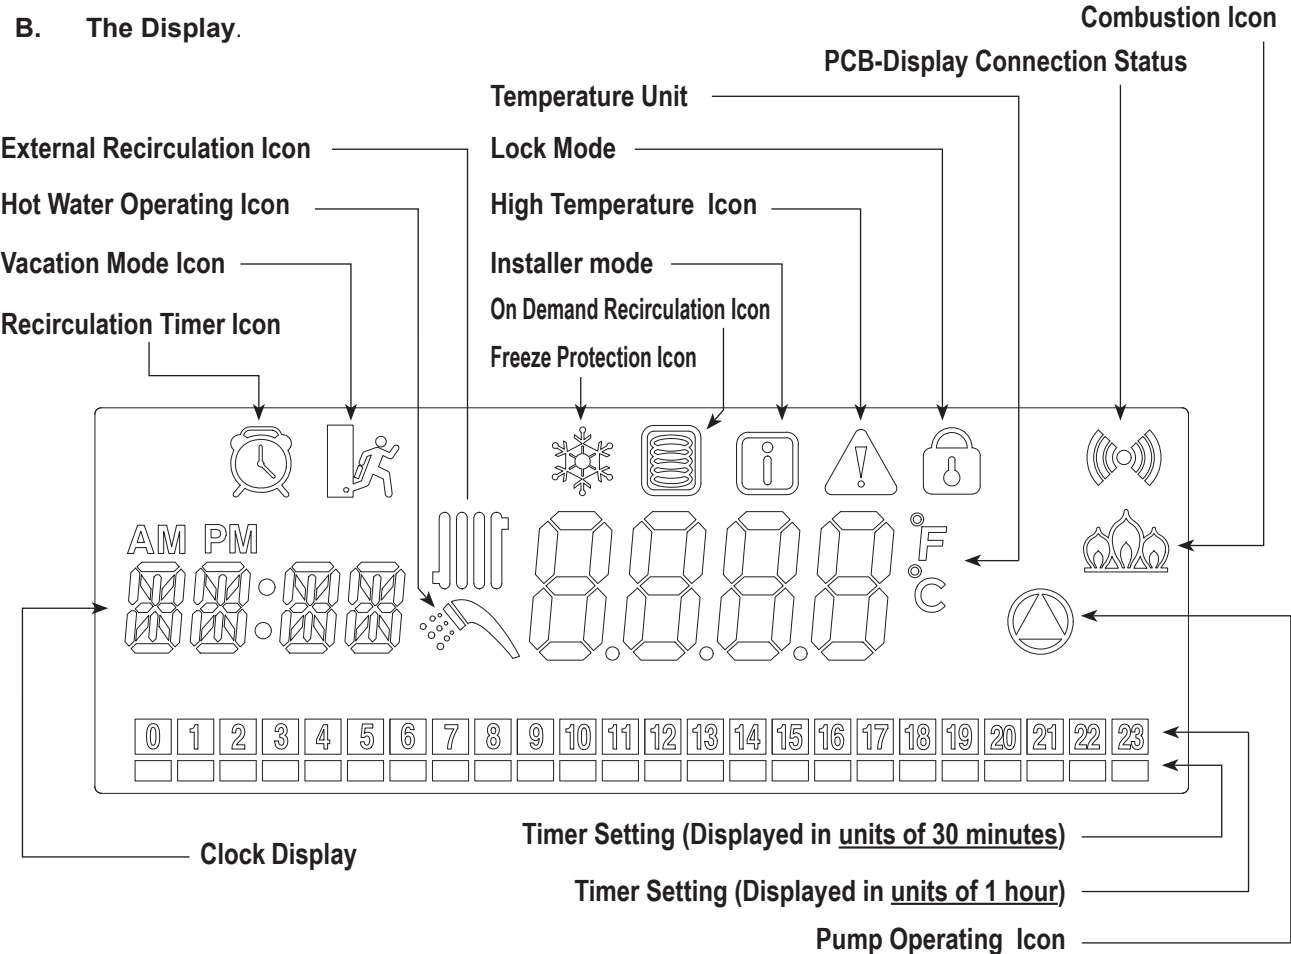 B. The Display.
Combustion Icon
PCB-Display Connection Status
Temperature Unit
External Recirculation Icon
Lock Mode
Hot Water Operating Icon
High Temperature Icon
Vacation Mode Icon
Installer mode
On Demand Recirculation Icon
Recirculation Timer Icon
Freeze Protection Icon
AM PM
°F
°C
0 1 2 3 4 5 6 7 8 9 10 11 12 13 14 15 16 17 18 19 20 21 22 23
Timer Setting (Displayed in units of 30 minutes)
Clock Display
Timer Setting (Displayed in units of 1 hour)
Pump Operating Icon